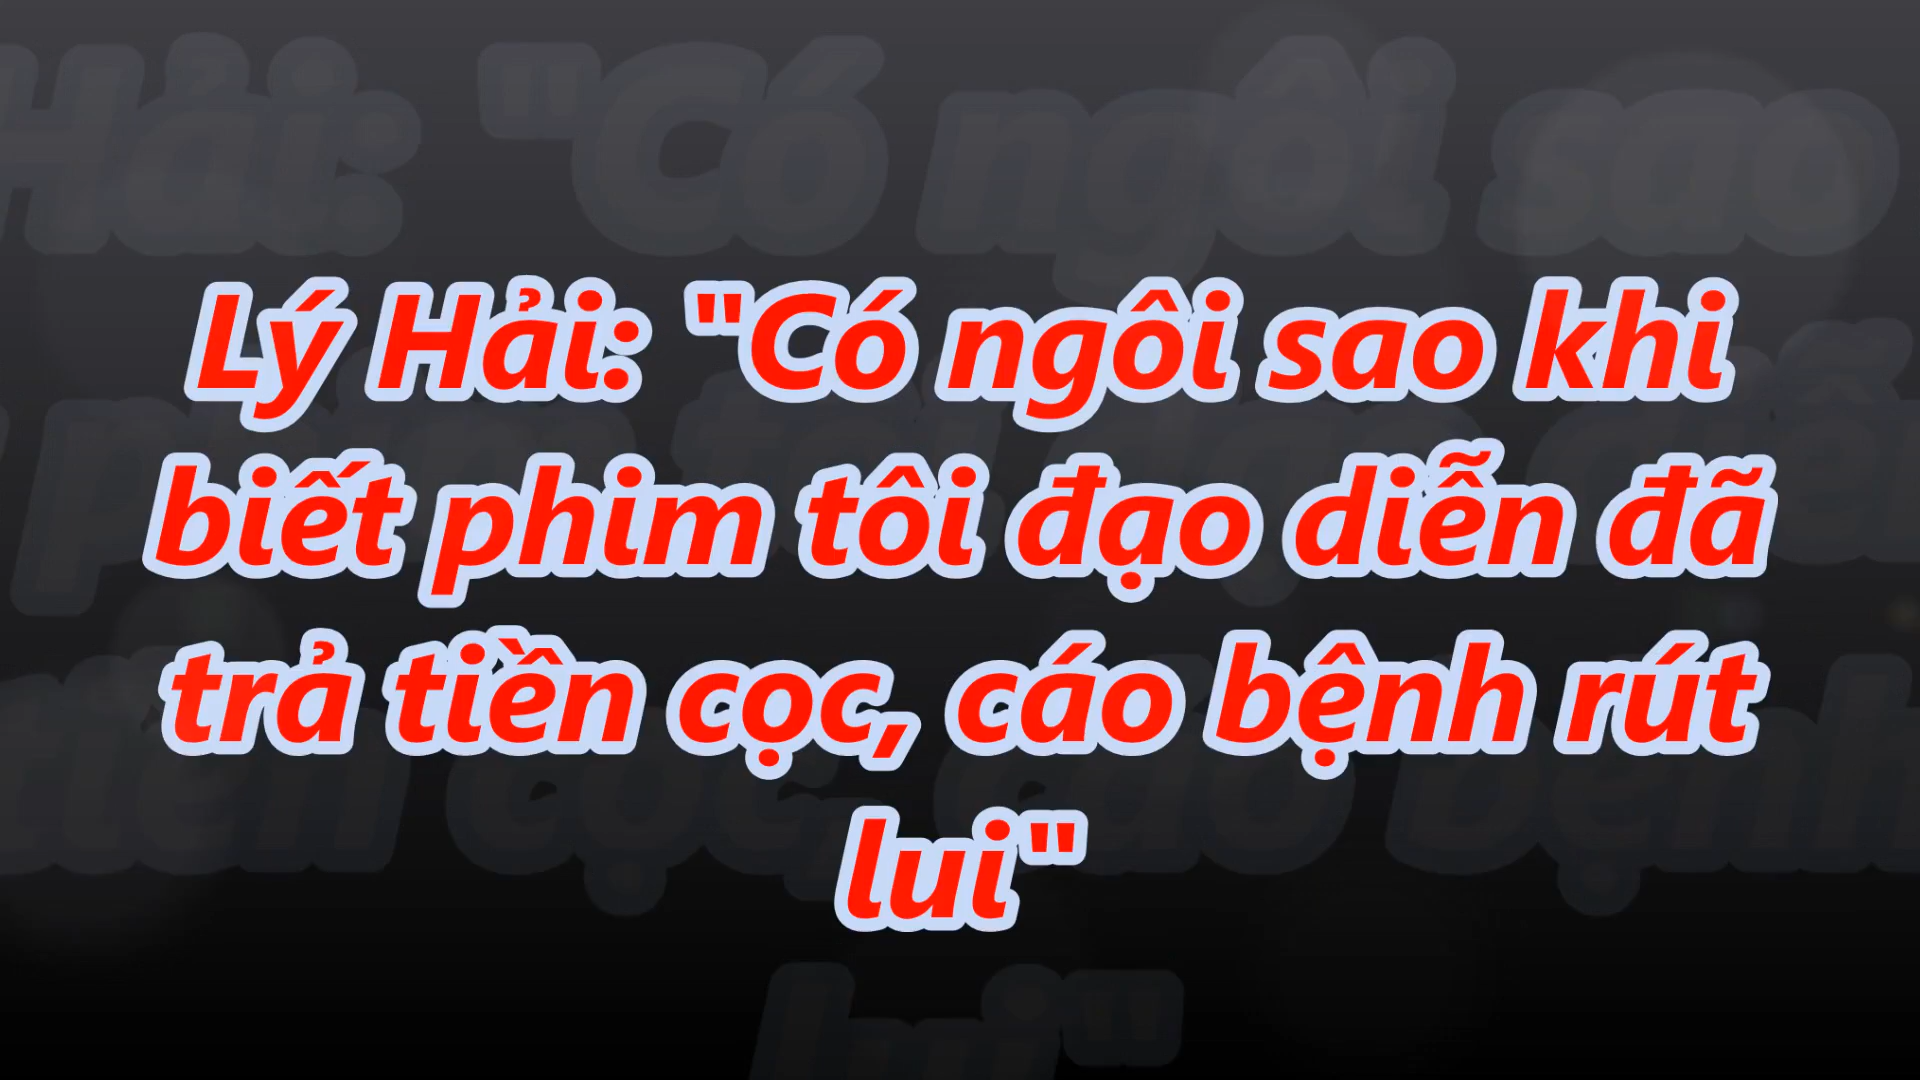 Lý Hải: "Có ngôi sao khi
biết phim tôi đạo diễn đã
trả tiền cọc, cáo bệnh rút
lui"